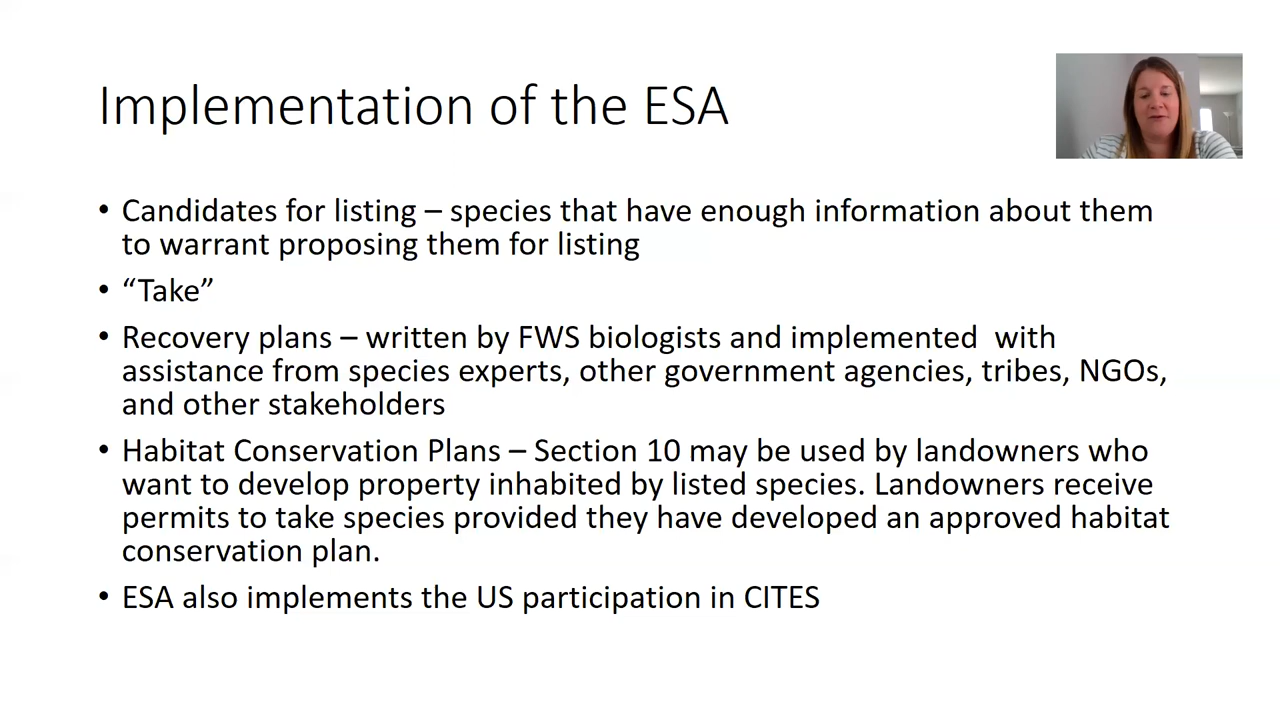 Implementation of the ESA
• Candidates for listing – species that have enough information about them
to warrant proposing them for listing
• “Take”
• Recovery plans – written by FWS biologists and implemented  with
assistance from species experts, other government agencies, tribes, NGOs,
and other stakeholders
• Habitat Conservation Plans – Section 10 may be used by landowners who
want to develop property inhabited by listed species. Landowners receive
permits to take species provided they have developed an approved habitat
conservation plan.
• ESA also implements the US participation in CITES